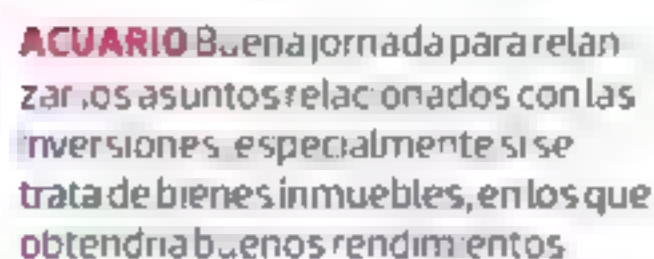 ACUARIO Buena jornada para relan
zar los asuntos relacionados con las
inversiones, especialmente si se
trata de bienes inmuebles, en los que
obtendría buenos rendimientos